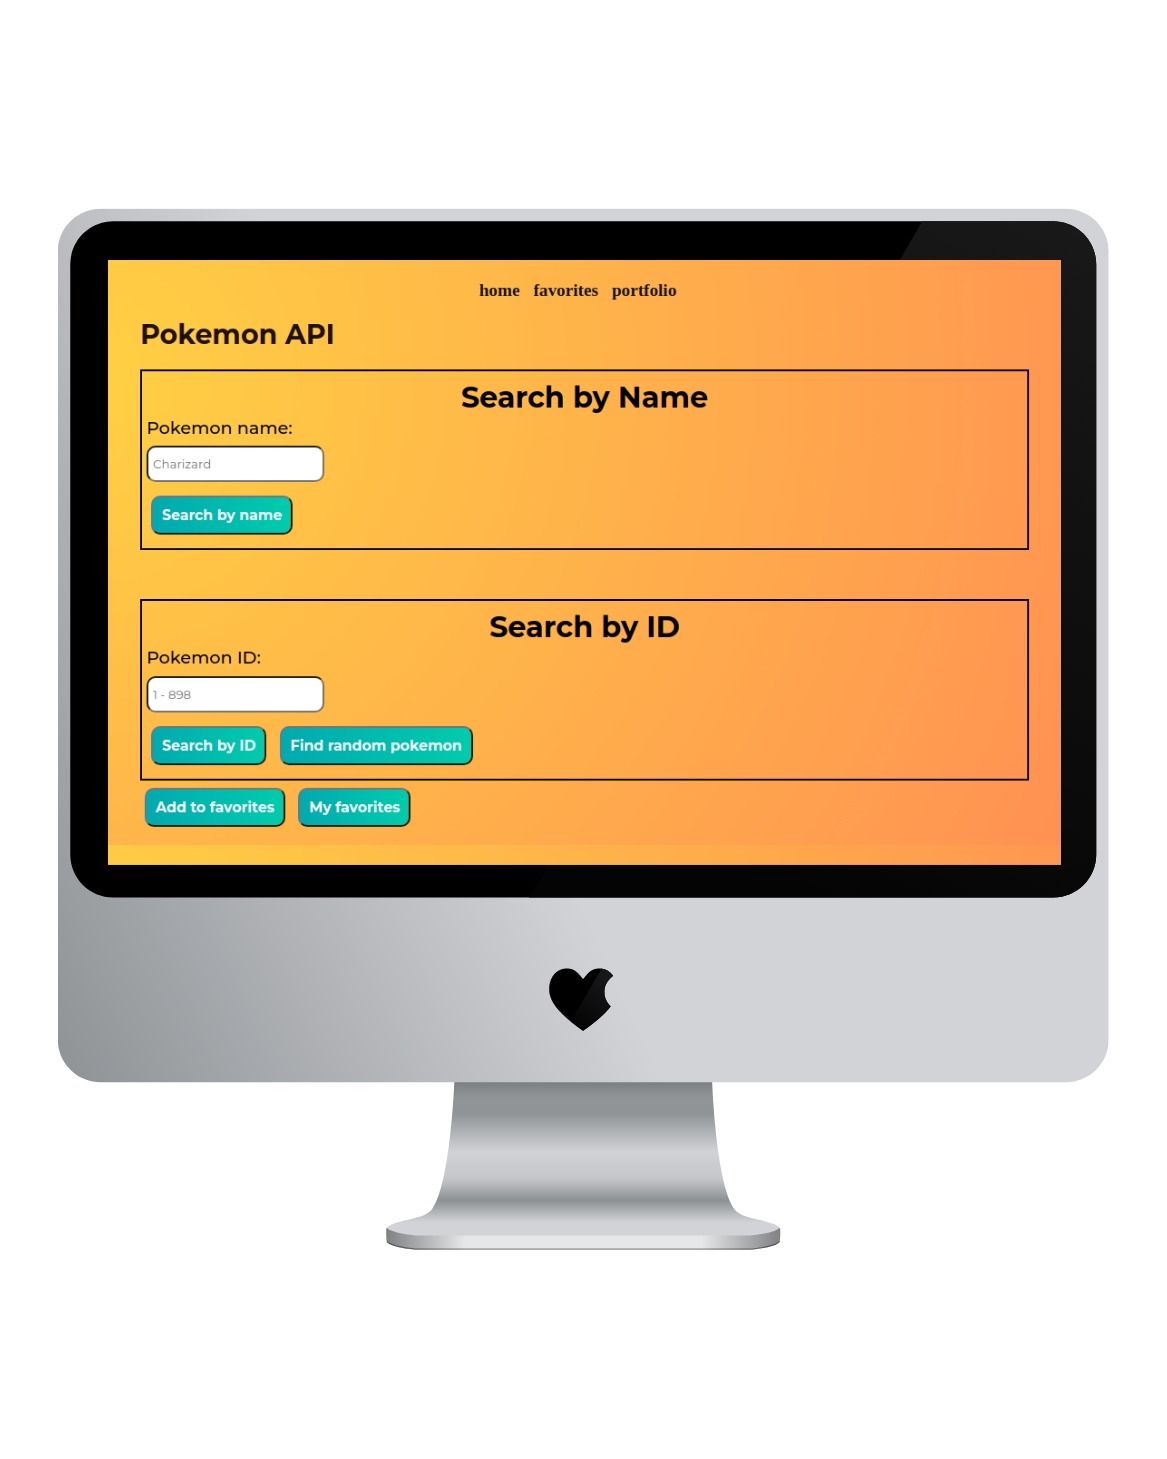 home favorites portfolio
Pokemon API
Search by Name
Pokemon name:
Charizard
Search by name
Search by ID
Pokemon ID:
1 - 898
Search by ID Find random pokemon
Add to favorites My favorites